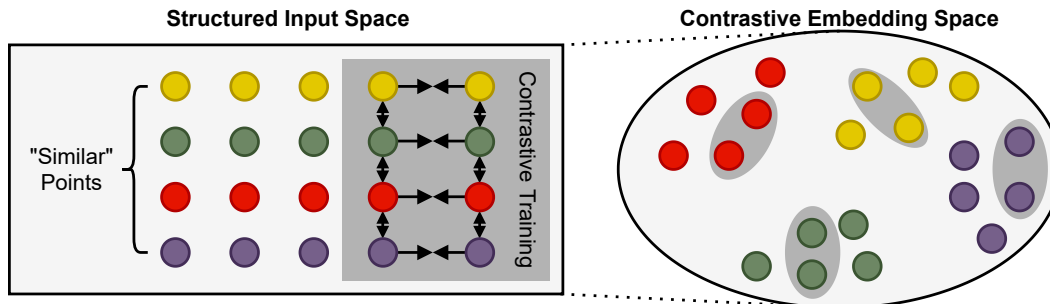 Structured Input Space
Contrastive Embedding Space
"Similar"
Points
Contrastive Training